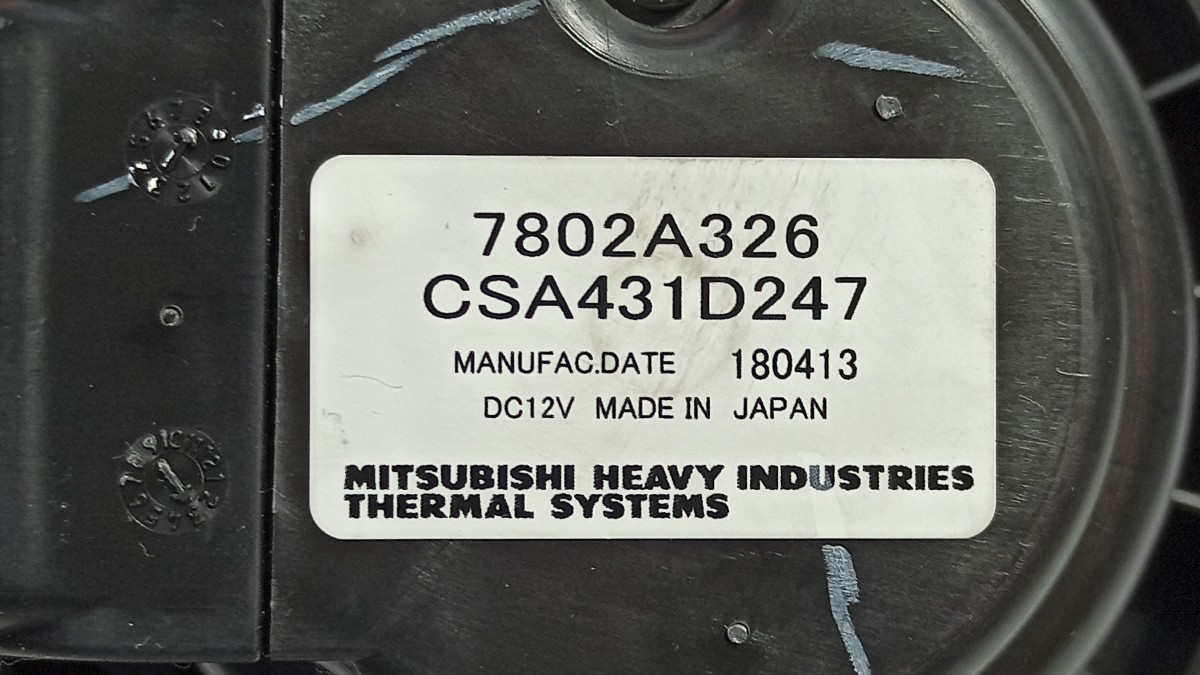 7802A326
CSA431D247
MANUFAC.DATE 180413
DC12V MADE IN JAPAN
MITSUBISHI HEAVY INDUSTRIES
THERMAL SYSTEMS